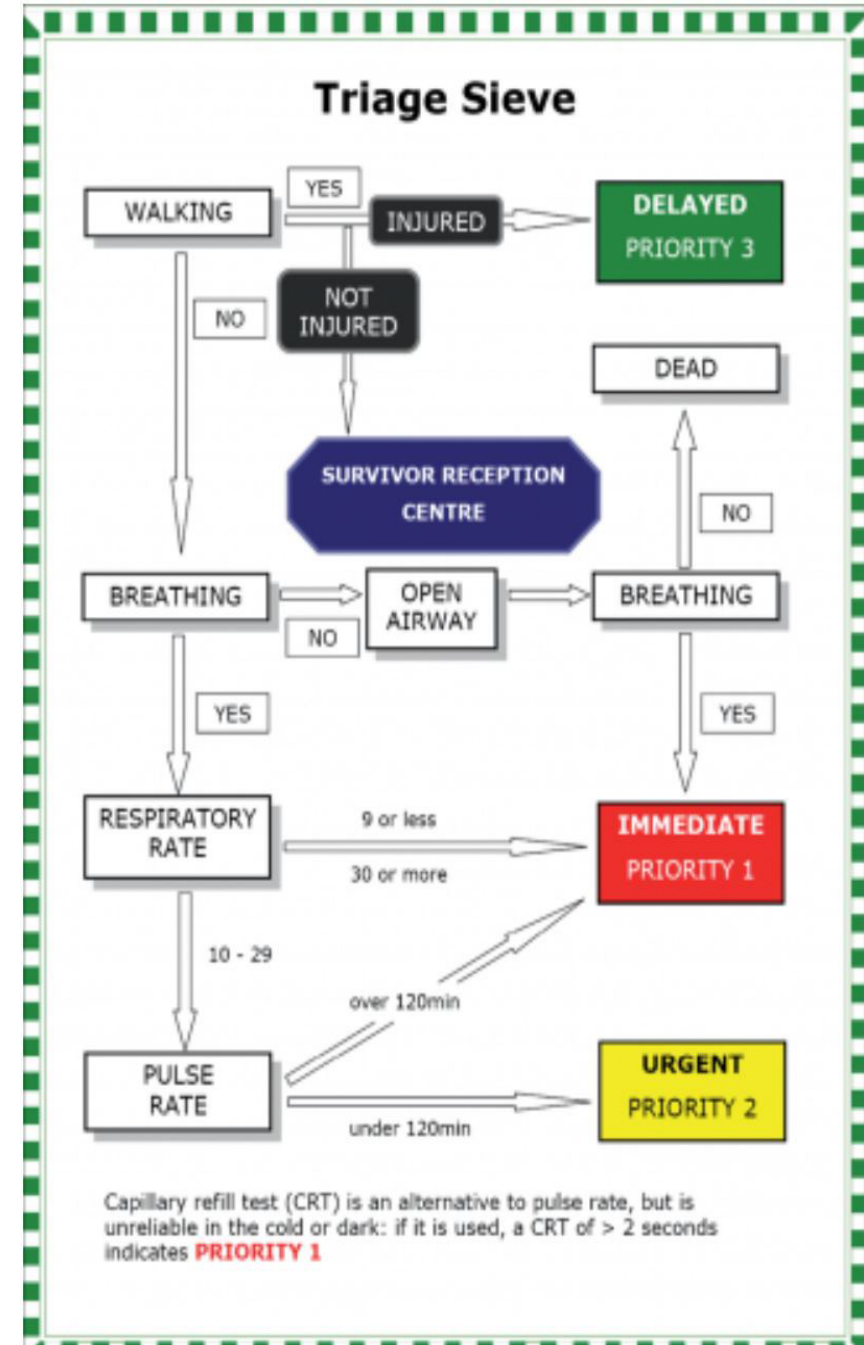 Triage Sieve
WALKING
YES
INJURED
DELAYED
PRIORITY 3
NO
NOT
INJURED
DEAD
SURVIVOR RECEPTION
CENTRE
NO
BREATHING
NO
OPEN
AIRWAY
BREATHING
YES
YES
RESPIRATORY
RATE
9 or less
30 or more
IMMEDIATE
PRIORITY 1
10 - 29
over 120min
PULSE
RATE
under 120min
URGENT
PRIORITY 2
Capillary refill test (CRT) is an alternative to pulse rate, but is
unreliable in the cold or dark: if it is used, a CRT of > 2 seconds
indicates PRIORITY 1